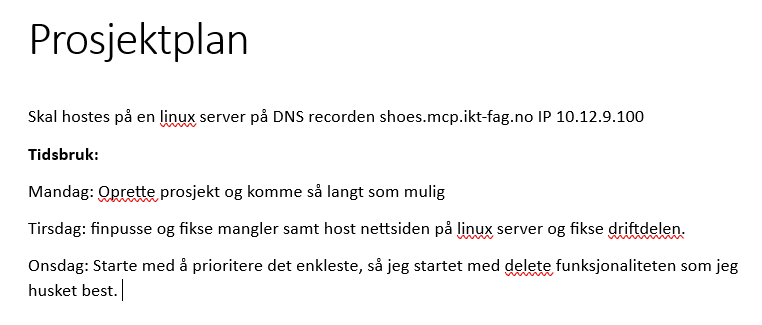 Prosjektplan
Skal hostes på en linux server på DNS recorden shoes.mcp.ikt-fag.no IP 10.12.9.100
Tidsbruk:
Mandag: Oprette prosjekt og komme så langt som mulig
Tirsdag: finpusse og fikse mangler samt host nettsiden på linux server og fikse driftdelen.
Onsdag: Starte med å prioritere det enkleste, så jeg startet med delete funksjonaliteten som jeg
husket best.